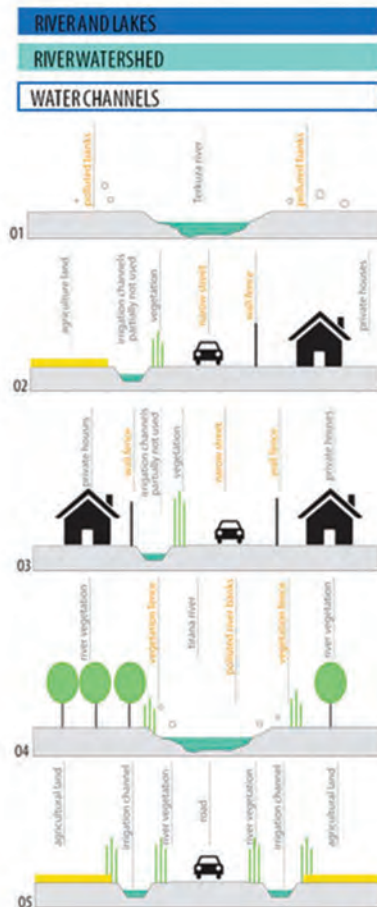 RIVER AND LAKES
RIVER WATERSHED
WATER CHANNELS
polluted banks
Terkuza river
polluted banks
01
agriculture land
irrigation channels
partially not used
vegetation
narrow street
wall fence
private houses
02
private houses
wall fence
irrigation channels
partially not used
vegetation
narrow street
wall fence
private houses
03
river vegetation
vegetation fence
tirana river
polluted river banks
vegetation fence
river vegetation
04
agricultural land
irrigation channel
river vegetation
road
river vegetation
irrigation channel
agricultural land
05